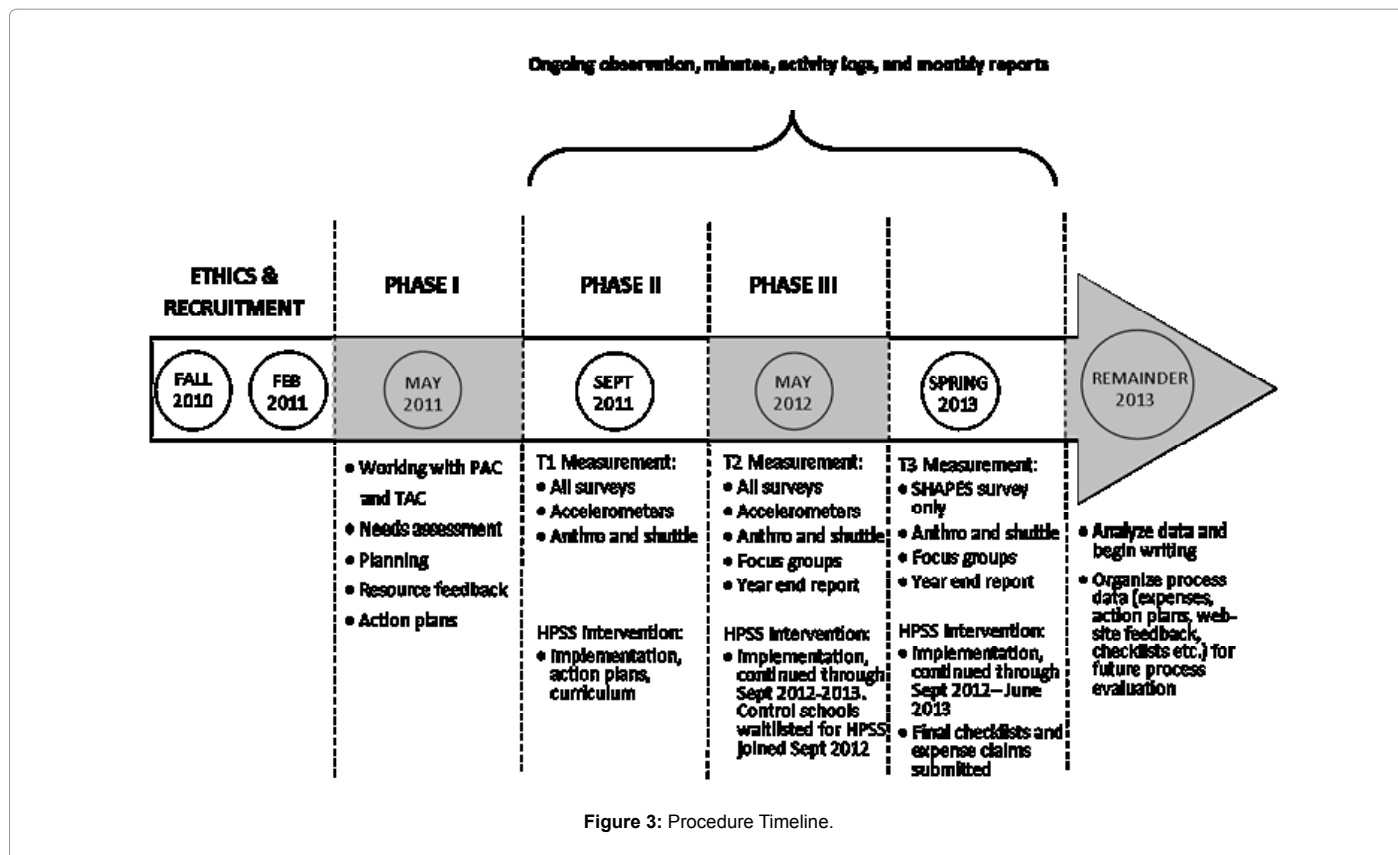 Ongoing observation, minutes, activity logs, and monthly reports
ETHICS &
RECRUITMENT
PHASE I
PHASE II
PHASE III
FALL
2010
FEB
2011
MAY
2011
SEPT
2011
MAY
2012
SPRING
2013
REMAINDER
2013
• Working with PAC
and TAC
• Needs assessment
• Planning
• Resource feedback
• Action plans
T1 Measurement:
• All surveys
• Accelerometers
• Anthro and shuttle
HPSS Intervention:
• Implementation,
action plans,
curriculum
T2 Measurement:
• All surveys
• Accelerometers
• Anthro and shuttle
• Focus groups
• Year end report
HPSS Intervention:
• Implementation,
continued through
Sept 2012-2013.
Control schools
waitlisted for HPSS
joined Sept 2012
T3 Measurement:
• SHAPES survey
only
• Anthro and shuttle
• Focus groups
• Year end report
HPSS Intervention:
• Implementation,
continued through
Sept 2012–June
2013
• Final checklists and
expense claims
submitted
• Analyze data and
begin writing
• Organize process
data (expenses,
action plans, web-
site feedback,
checklists etc.) for
future process
evaluation
Figure 3: Procedure Timeline.